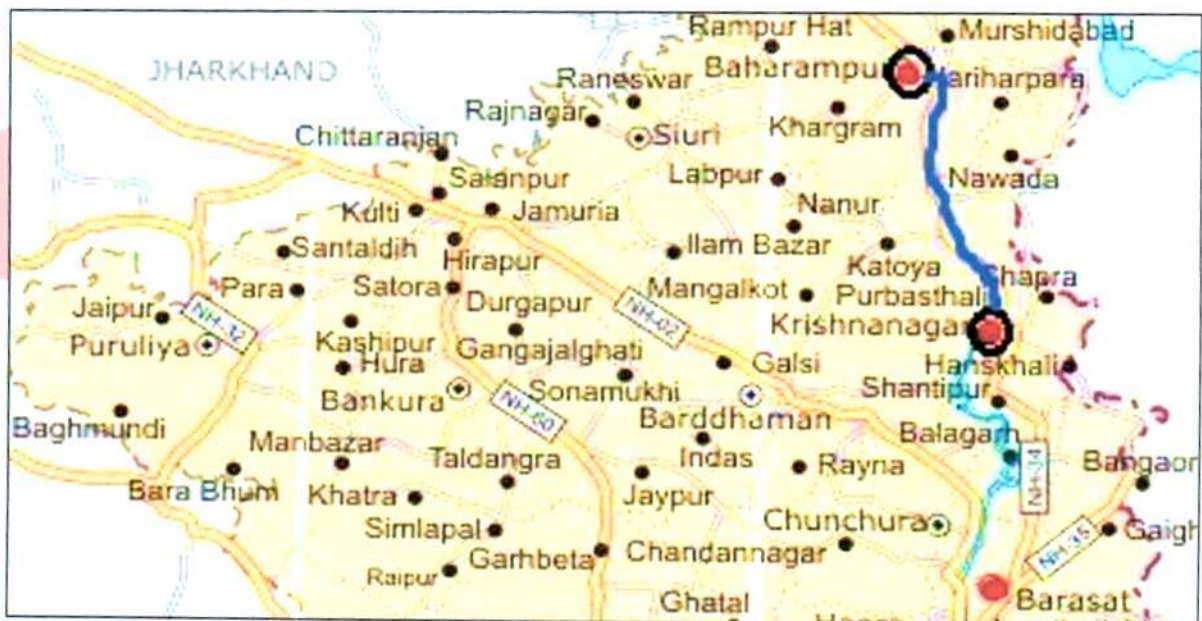 Rampur Hat
Murshidabad
JHARKHAND
Baharampu
Raneswar
ariharpara
Rajnagar
Khargram
Siuri
Chittaranjan
Salanpur
Labpur
Nawada
Kulti
Jamuria
Nanur
Santaldih
Hirapur
Ilam Bazar
Katoya
Chapra
Para
Satora
Durgapur
Mangalkot
Purbasthali
Jaipur
NH-32
NH-02
Krishnanagar
Puruliya
Kashipur
Gangajalghati
Galsi
Hanskhali
Hura
Sonamukhi
Shantipur
Bankura
NH-60
Barddhaman
Baghmundi
Manbazar
Taldangra
Indas
Rayna
Balagarh
NH-34
Bangaon
Bara Bhum
Khatra
Jaypur
Simlapal
Chunchura
NH-35
Gaigh
Garhbeta
Chandannagar
Raipur
Ghatal
Barasat